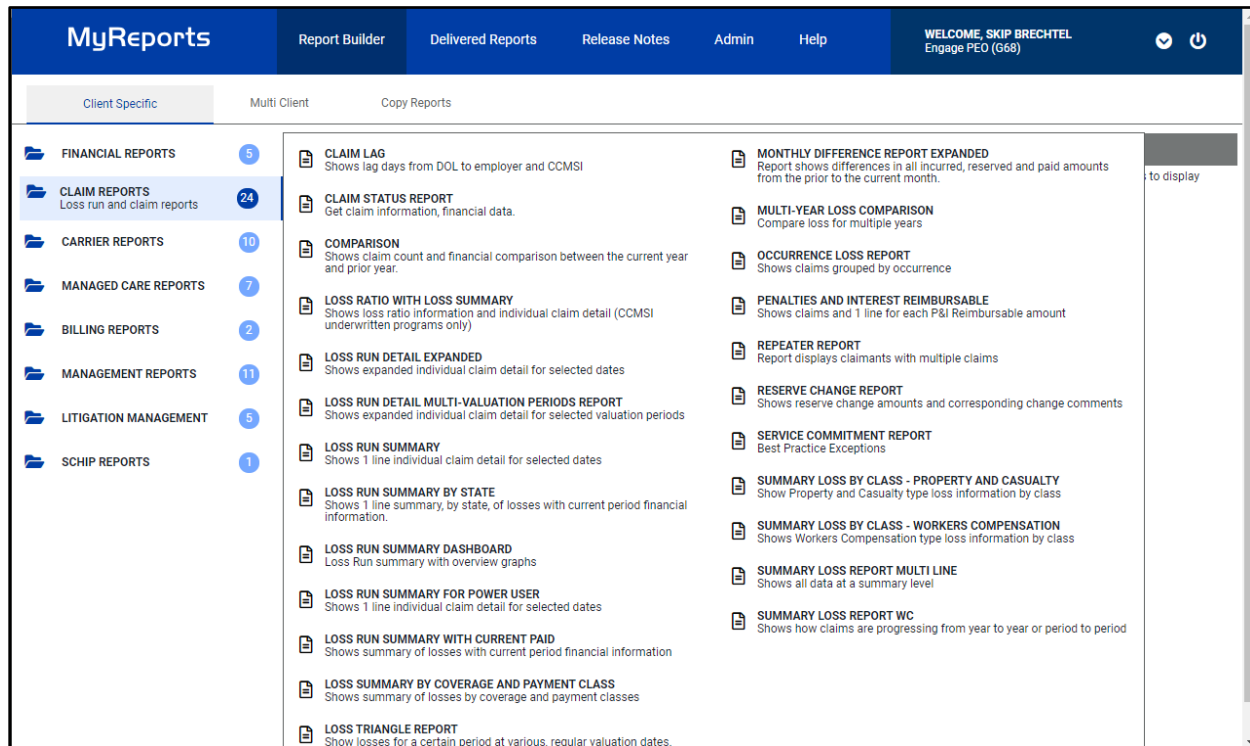 MyReports
Report Builder
Delivered Reports
Release Notes
Admin
Help
WELCOME, SKIP BRECHTEL
Engage PEO (G68)
Client Specific
Multi Client
Copy Reports
FINANCIAL REPORTS
5
CLAIM REPORTS
Loss run and claim reports
24
CARRIER REPORTS
10
MANAGED CARE REPORTS
7
BILLING REPORTS
2
MANAGEMENT REPORTS
11
LITIGATION MANAGEMENT
5
SCHIP REPORTS
1
CLAIM LAG
Shows lag days from DOL to employer and CCMSI
CLAIM STATUS REPORT
Get claim information, financial data.
COMPARISON
Shows claim count and financial comparison between the current year
and prior year.
LOSS RATIO WITH LOSS SUMMARY
Shows loss ratio information and individual claim detail (CCMSI
underwritten programs only)
LOSS RUN DETAIL EXPANDED
Shows expanded individual claim detail for selected dates
LOSS RUN DETAIL MULTI-VALUATION PERIODS REPORT
Shows expanded individual claim detail for selected valuation periods
LOSS RUN SUMMARY
Shows 1 line individual claim detail for selected dates
LOSS RUN SUMMARY BY STATE
Shows 1 line summary, by state, of losses with current period financial
information.
LOSS RUN SUMMARY DASHBOARD
Loss Run summary with overview graphs
LOSS RUN SUMMARY FOR POWER USER
Shows 1 line individual claim detail for selected dates
LOSS RUN SUMMARY WITH CURRENT PAID
Shows summary of losses with current period financial information
LOSS SUMMARY BY COVERAGE AND PAYMENT CLASS
Shows summary of losses by coverage and payment classes
LOSS TRIANGLE REPORT
Show losses for a certain period at various, regular valuation dates.
MONTHLY DIFFERENCE REPORT EXPANDED
Report shows differences in all incurred, reserved and paid amounts
from the prior to the current month.
MULTI-YEAR LOSS COMPARISON
Compare loss for multiple years
OCCURRENCE LOSS REPORT
Shows claims grouped by occurrence
PENALTIES AND INTEREST REIMBURSABLE
Shows claims and 1 line for each P&I Reimbursable amount
REPEATER REPORT
Report displays claimants with multiple claims
RESERVE CHANGE REPORT
Shows reserve change amounts and corresponding change comments
SERVICE COMMITMENT REPORT
Best Practice Exceptions
SUMMARY LOSS BY CLASS - PROPERTY AND CASUALTY
Show Property and Casualty type loss information by class
SUMMARY LOSS BY CLASS - WORKERS COMPENSATION
Shows Workers Compensation type loss information by class
SUMMARY LOSS REPORT MULTI LINE
Shows all data at a summary level
SUMMARY LOSS REPORT WC
Shows how claims are progressing from year to year or period to period
to display